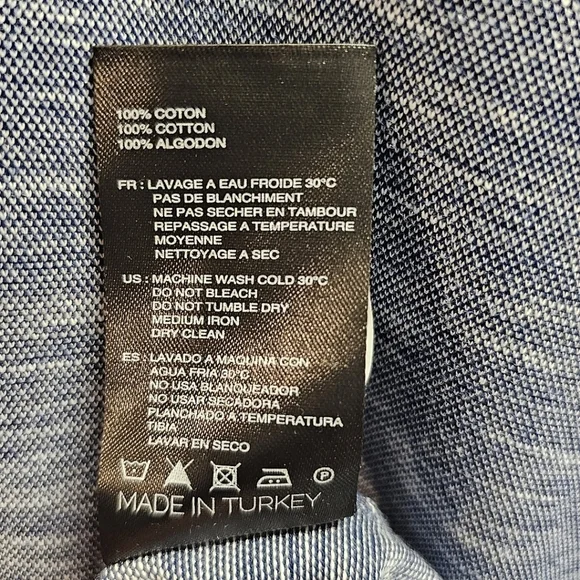 100% COTON
100% COTTON
100% ALGODON
FR : LAVAGE A EAU FROIDE 30°C
PAS DE BLANCHIMENT
NE PAS SECHER EN TAMBOUR
REPASSAGE A TEMPERATURE
MOYENNE
NETTOYAGE A SEC
US : MACHINE WASH COLD 30°C
DO NOT BLEACH
DO NOT TUMBLE DRY
MEDIUM IRON
DRY CLEAN
ES : LAVADO A MAQUINA CON
AGUA FRIA 30°C
NO USA BLANQUEADOR
NO USAR SECADORA
PLANCHADO A TEMPERATURA
TIBIA
LAVAR EN SECO
P
MADE IN TURKEY